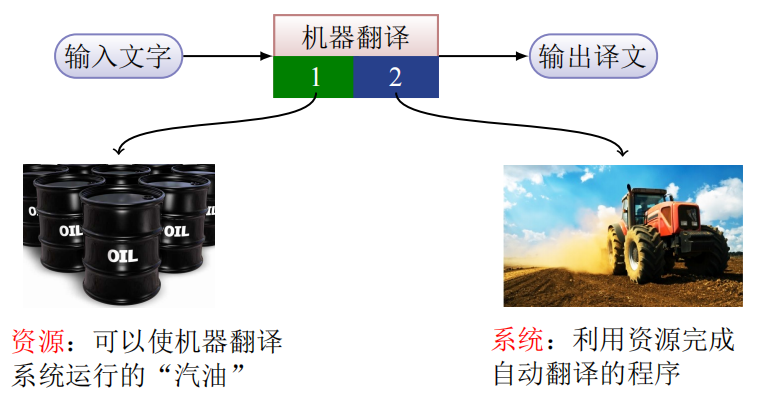 输入文字
机器翻译
输出译文
1
2
OIL
OIL
OIL
资源：可以使机器翻译
系统运行的“汽油”
系统：利用资源完成
自动翻译的程序